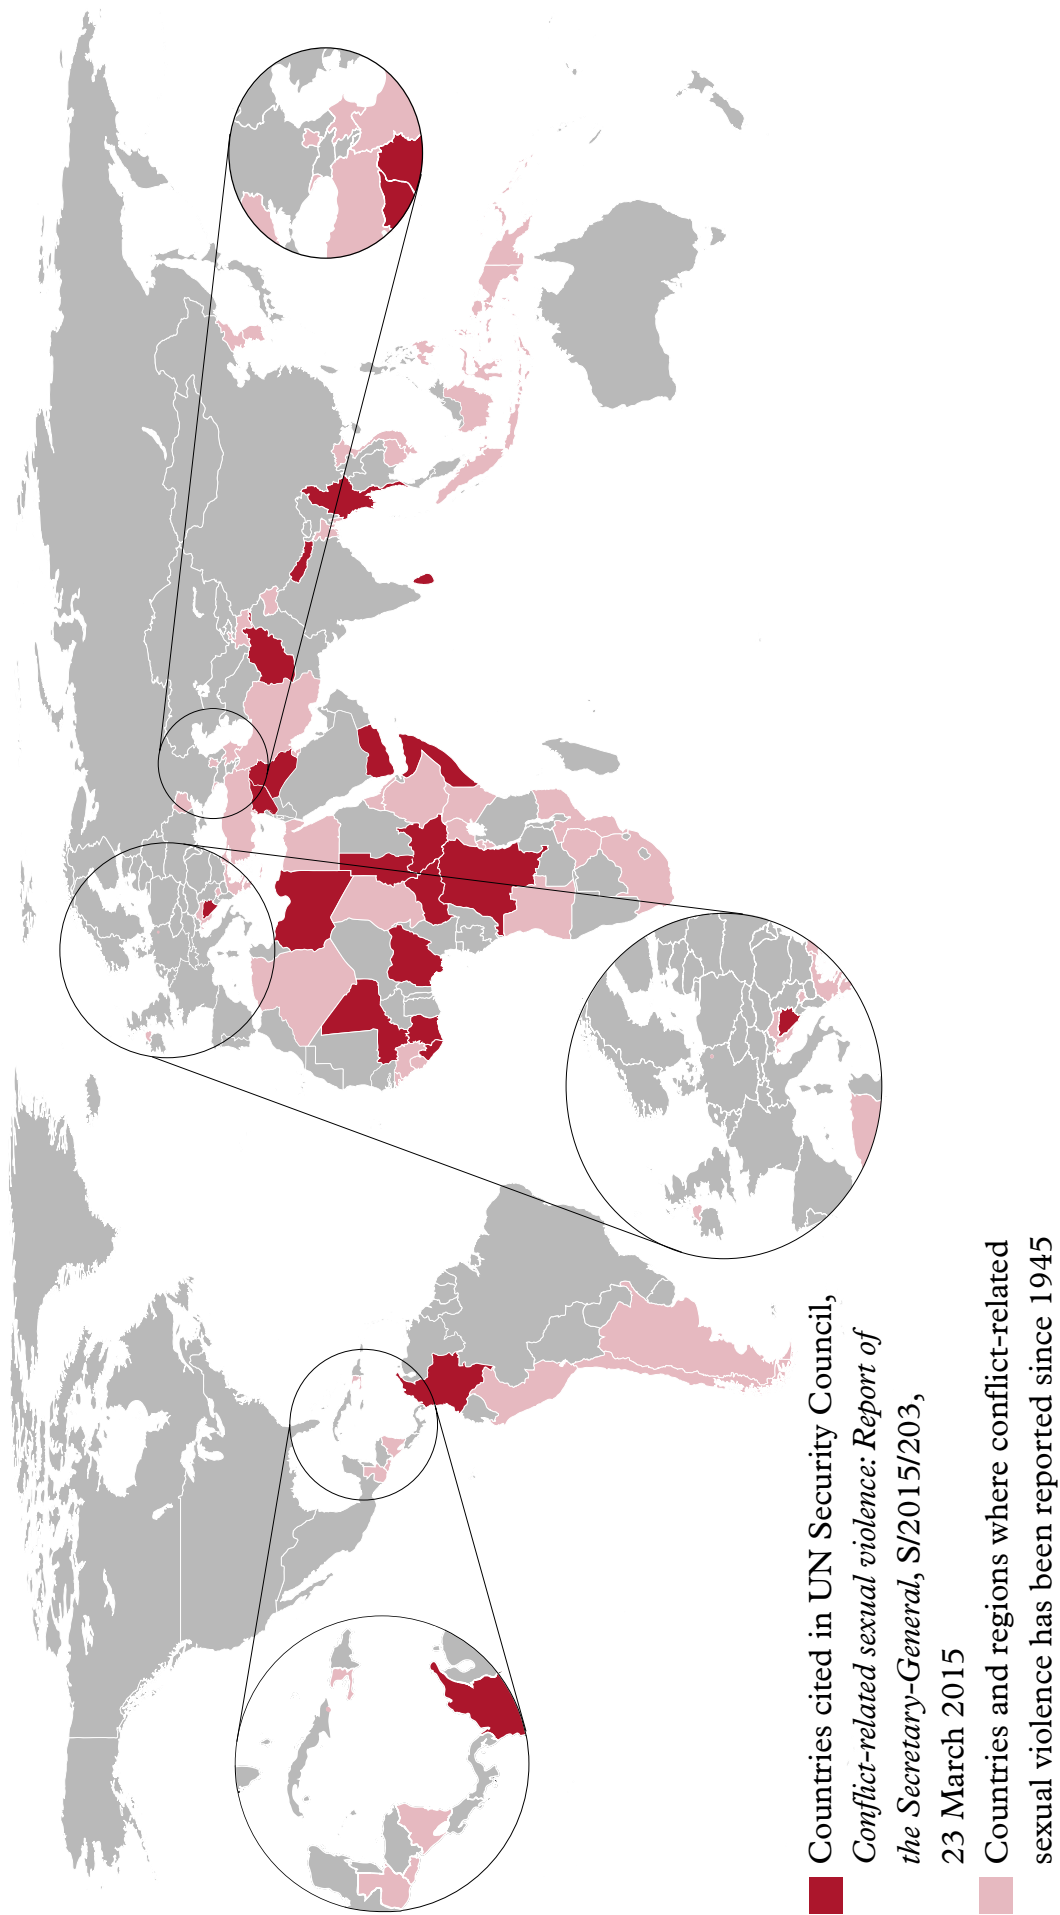 Countries cited in UN Security Council,
Conflict-related sexual violence: Report of
the Secretary-General, S/2015/203,
23 March 2015
Countries and regions where conflict-related
sexual violence has been reported since 1945